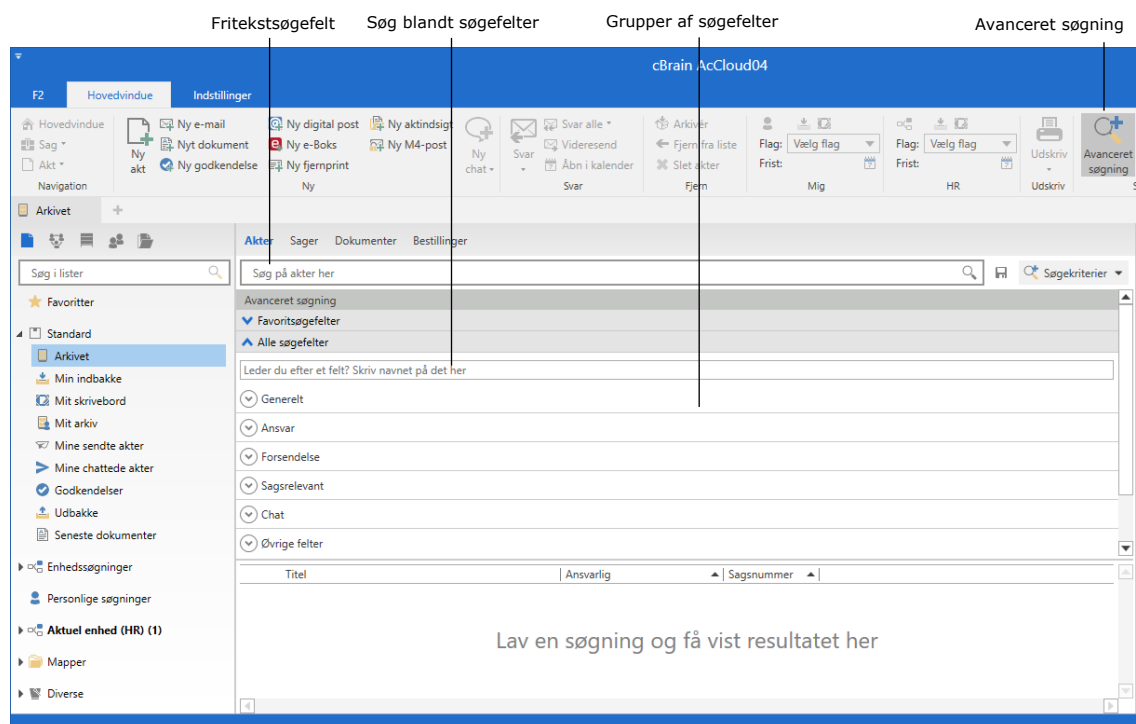 Fritekstsøgefelt Søg blandt søgefelter Grupper af søgefelter Avanceret søgning
cBrain AcCloud04
F2 Hovedvindue Indstillinger
Hovedvindue Ny e-mail Ny digital post Ny aktindsigt Svar alle Arkivér
Sag Nyt dokument Ny e-Boks Ny M4-post Videresend Fjern fra liste Flag: Vælg flag Flag: Vælg flag
Akt Ny akt Ny godkendelse Ny fjernprint Ny chat Svar Åbn i kalender Slet akter Frist: Frist: Udskriv Avanceret søgning
Navigation Ny Svar Fjern Mig HR Udskriv S
Arkivet
Akter Sager Dokumenter Bestillinger
Søg i lister Søg på akter her Søgekriterier
Favoritter Avanceret søgning
Favoritsøgefelter
Standard Alle søgefelter
Arkivet
Min indbakke Leder du efter et felt? Skriv navnet på det her
Mit skrivebord Generelt
Mit arkiv Ansvar
Mine sendte akter Forsendelse
Mine chattede akter
Godkendelser Sagsrelevant
Udbakke Chat
Seneste dokumenter Øvrige felter
Enhedssøgninger Titel Ansvarlig Sagsnummer
Personlige søgninger
Aktuel enhed (HR) (1) Lav en søgning og få vist resultatet her
Mapper
Diverse